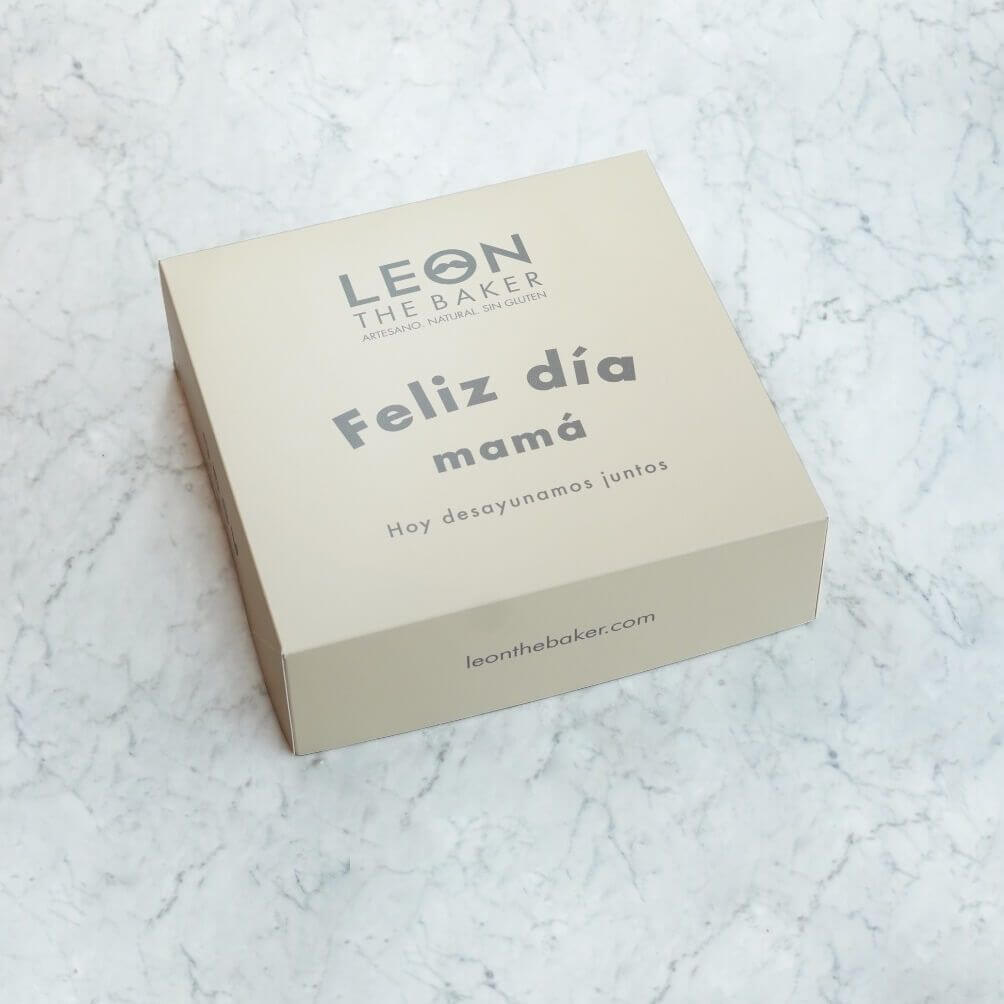 LEON
THE BAKER
ARTESANO. NATURAL. SIN GLUTEN
Feliz día
mamá
Hoy desayunamos juntos
leonthebaker.com